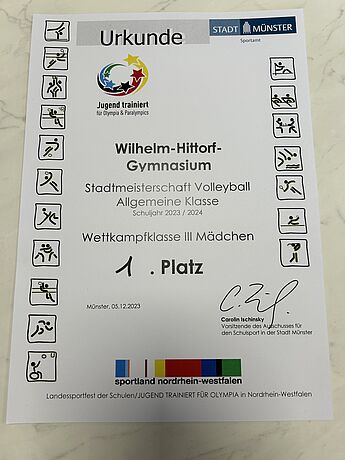 Urkunde
STADT MÜNSTER
Sportamt
Jugend trainiert
für Olympia & Paralympics
Wilhelm-Hittorf-
Gymnasium
Stadtmeisterschaft Volleyball
Allgemeine Klasse
Schuljahr 2023 / 2024
Wettkampfklasse III Mädchen
1. Platz
Münster, 05.12.2023
Carolin Ischinsky
Vorsitzende des Ausschusses für
den Schulsport in der Stadt Münster
sportland nordrhein-westfalen
Landessportfest der Schulen/JUGEND TRAINIERT FÜR OLYMPIA in Nordrhein-Westfalen